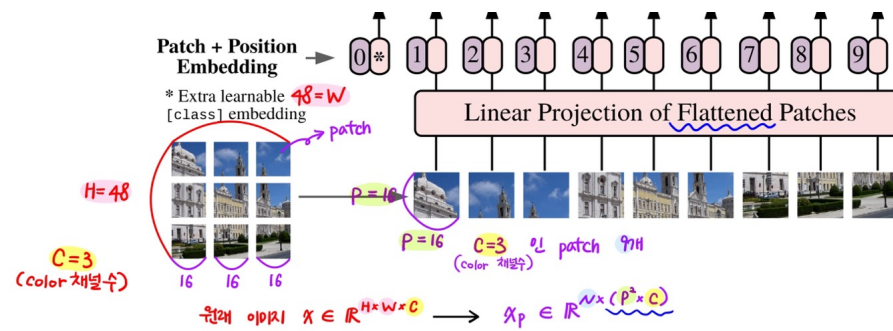 Patch + Position
Embedding
0 * 1 2 3 4 5 6 7 8 9
* Extra learnable
[class] embedding
48=W
patch
Linear Projection of Flattened Patches
H=48
P=16
P=16
C=3
(color 채널수)
인 patch 9개
C=3
(color 채널수)
16 16 16
원래 이미지 x ∈ ℝ^{H×W×C} → x_p ∈ ℝ^{N×(P²×C)}